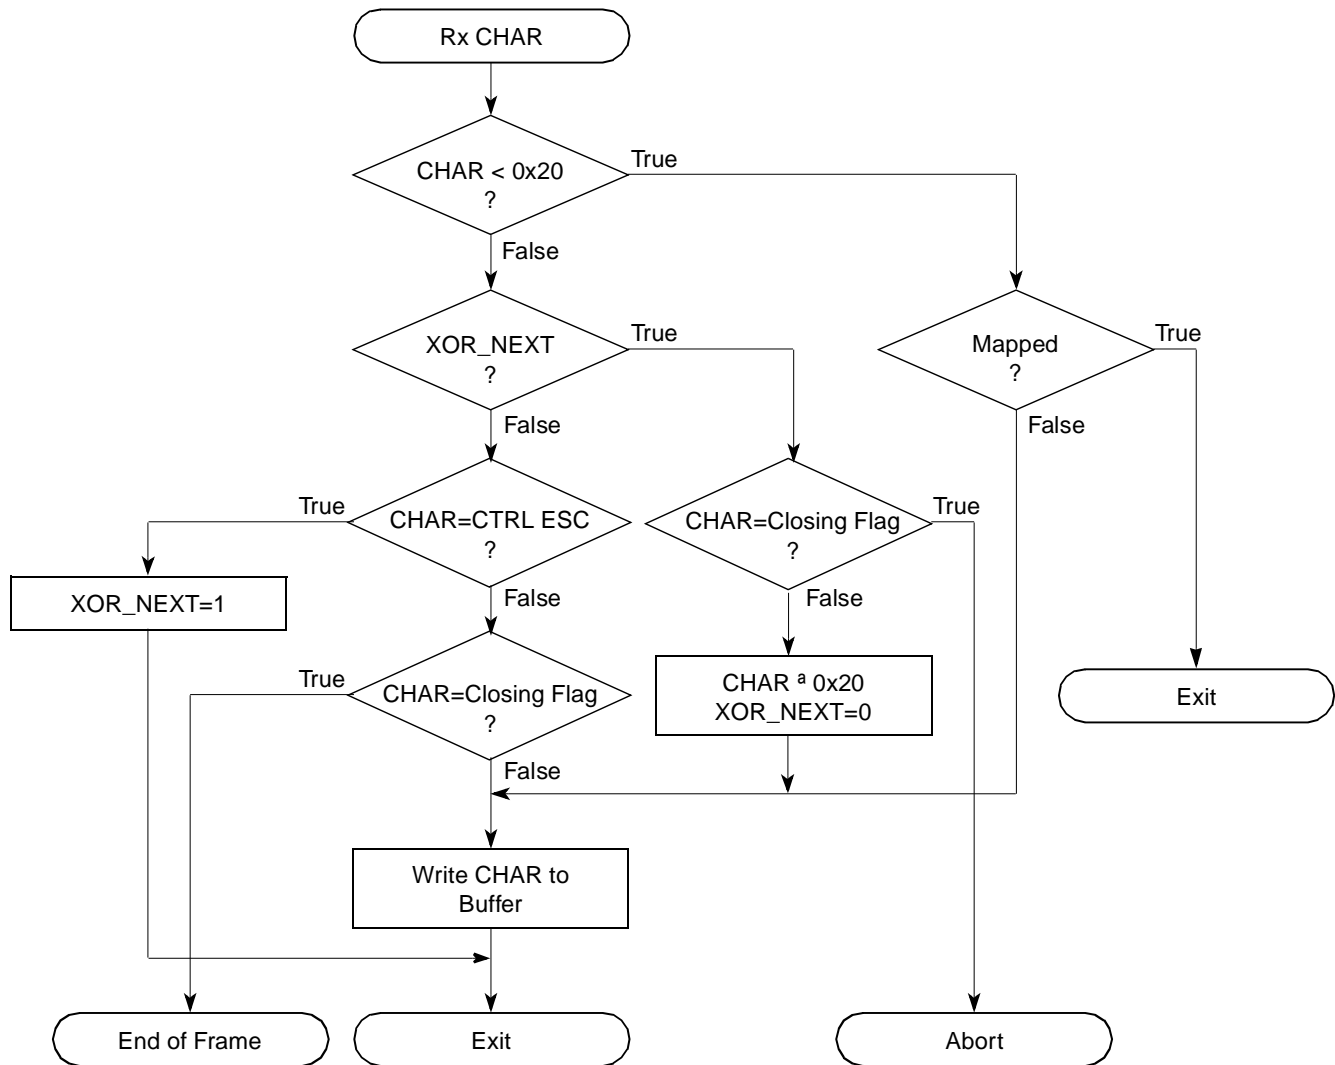 Rx CHAR
CHAR < 0x20
?
True
False
XOR_NEXT
?
True
False
Mapped
?
True
False
CHAR=CTRL ESC
?
True
False
CHAR=Closing Flag
?
True
False
XOR_NEXT=1
CHAR=Closing Flag
?
True
False
CHAR ª 0x20
XOR_NEXT=0
Exit
Write CHAR to
Buffer
End of Frame
Exit
Abort